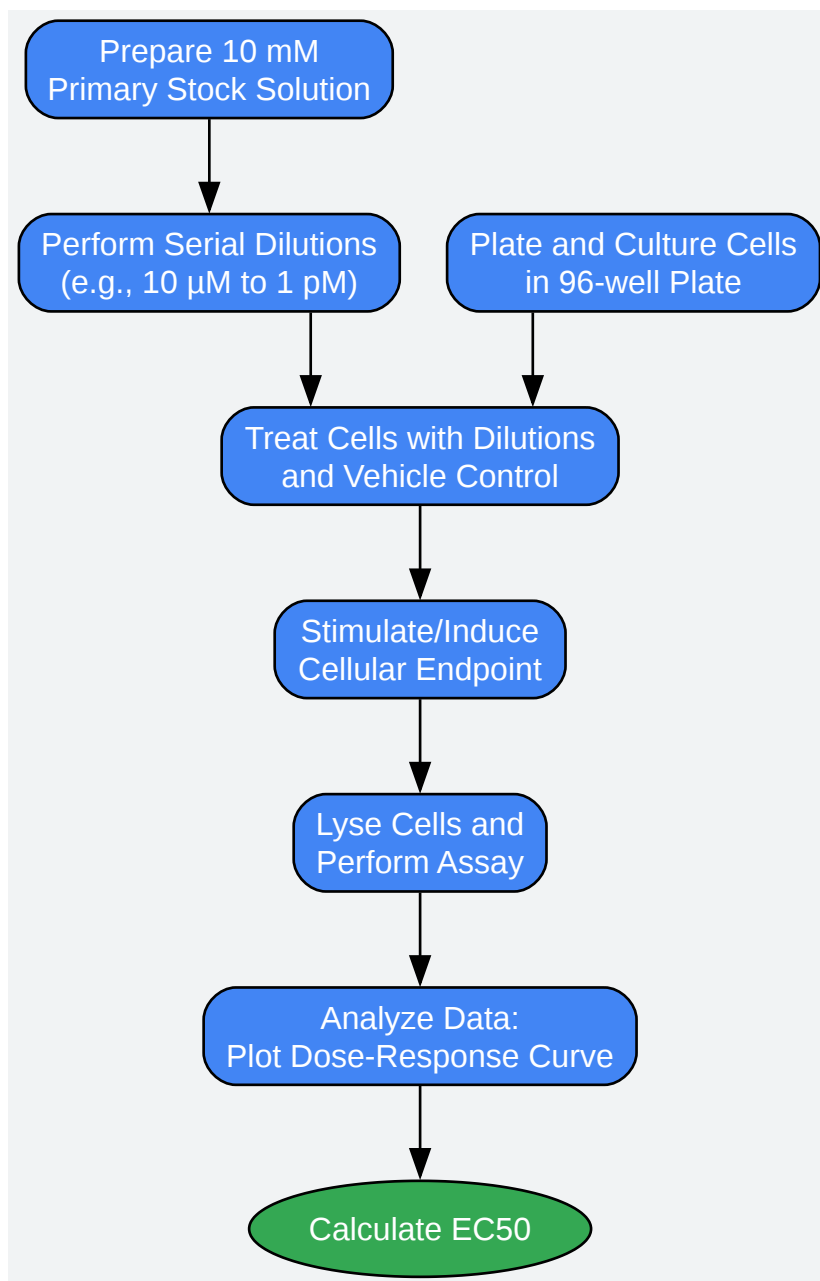 Prepare 10 mM
Primary Stock Solution
Perform Serial Dilutions
(e.g., 10 µM to 1 pM)
Plate and Culture Cells
in 96-well Plate
Treat Cells with Dilutions
and Vehicle Control
Stimulate/Induce
Cellular Endpoint
Lyse Cells and
Perform Assay
Analyze Data:
Plot Dose-Response Curve
Calculate EC50